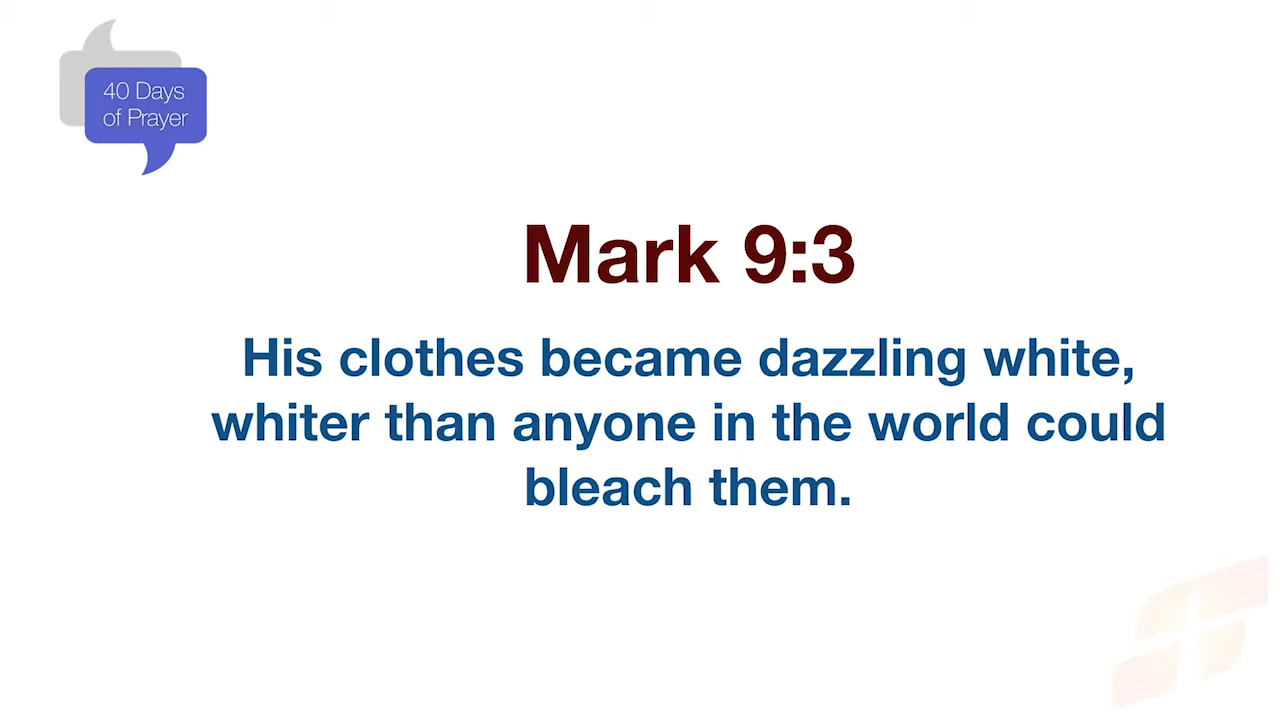 40 Days
of Prayer
Mark 9:3
His clothes became dazzling white,
whiter than anyone in the world could
bleach them.